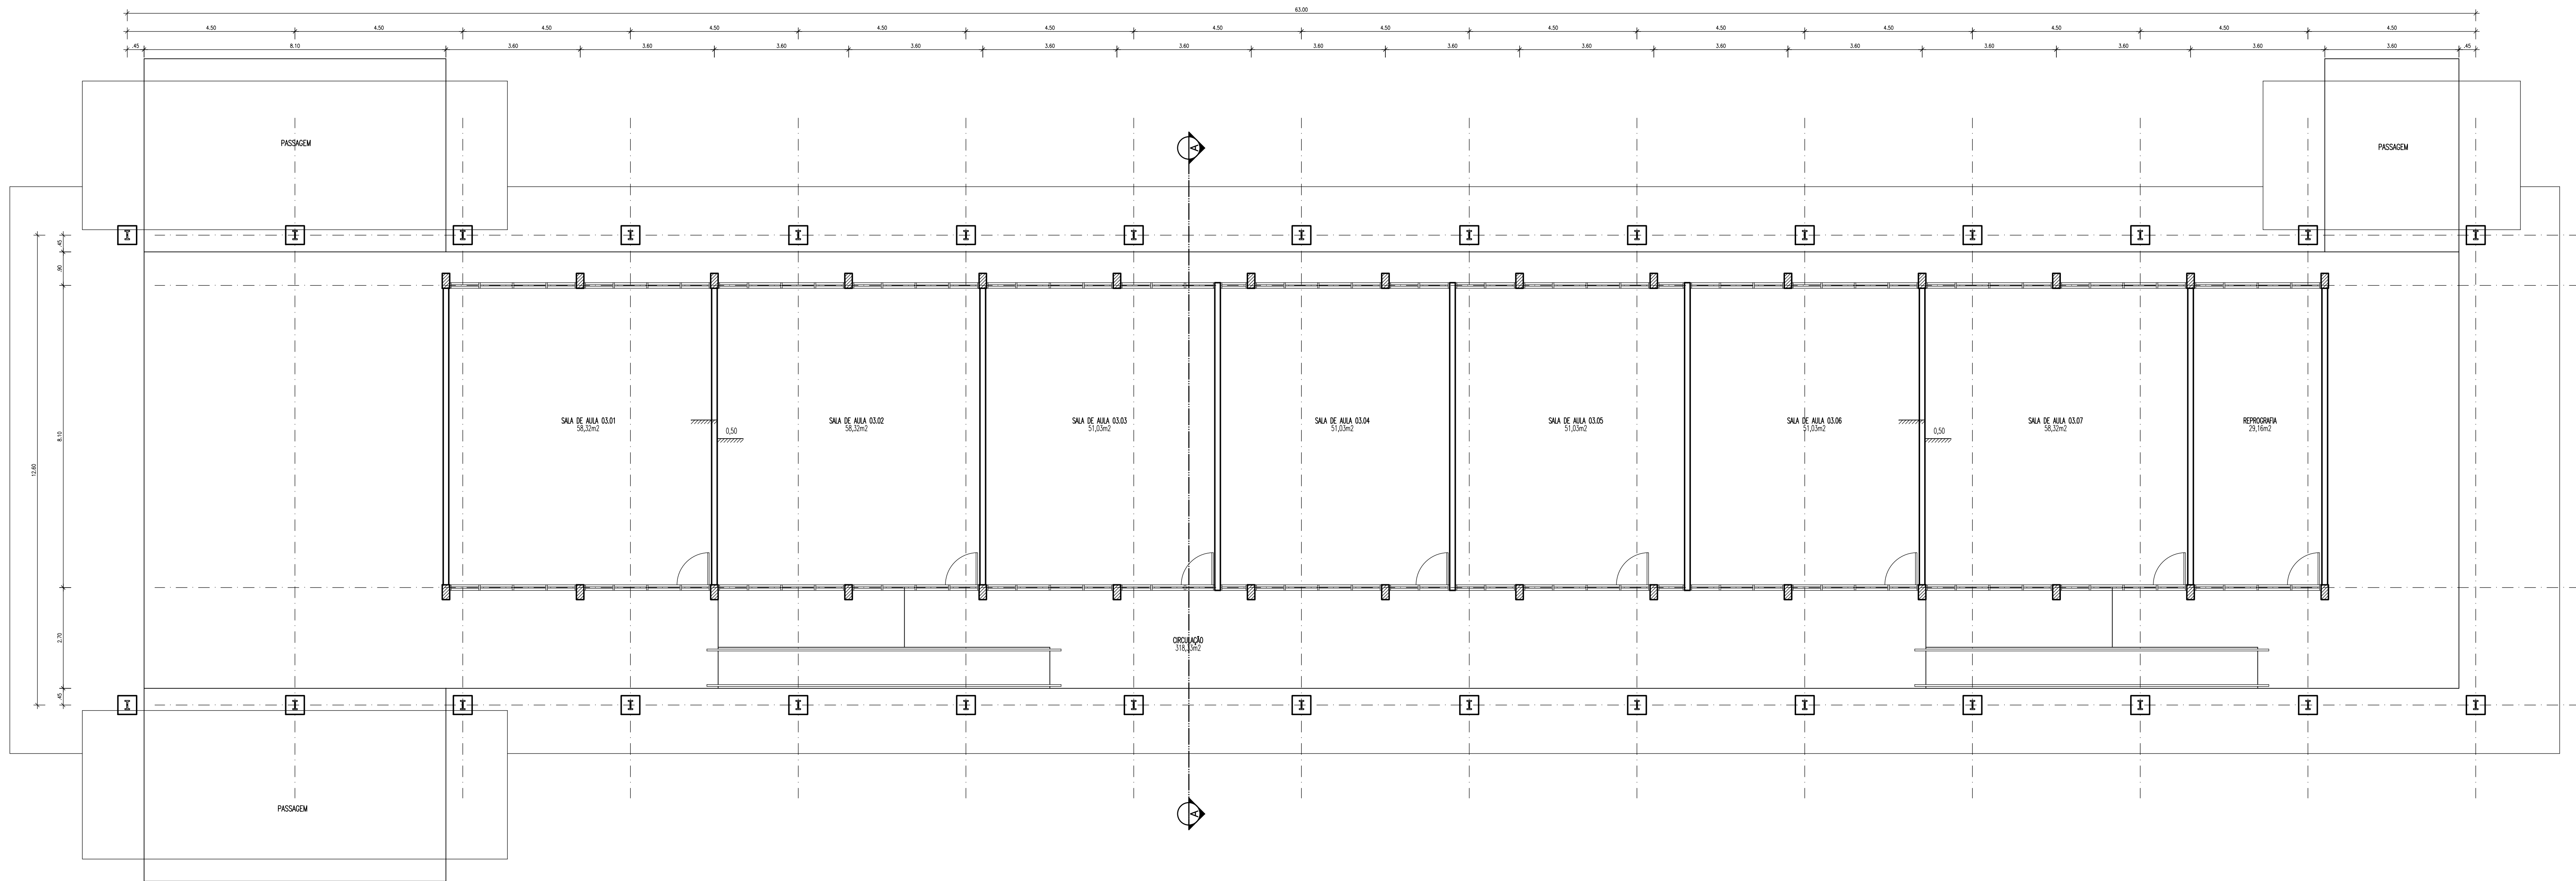 63.00
4.50 4.50 4.50 4.50 4.50 4.50 4.50 4.50 4.50 4.50 4.50 4.50 4.50 4.50
.45 8.10 3.60 3.60 3.60 3.60 3.60 3.60 3.60 3.60 3.60 3.60 3.60 3.60 3.60 3.60 3.60 .45
PASSAGEM
A
PASSAGEM
.45
.90
8.10
12.60
2.70
.45
SALA DE AULA 03.01
58,32m2
0,50
SALA DE AULA 03.02
58,32m2
SALA DE AULA 03.03
51,03m2
SALA DE AULA 03.04
51,03m2
SALA DE AULA 03.05
51,03m2
SALA DE AULA 03.06
51,03m2
0,50
SALA DE AULA 03.07
58,32m2
REPROGRAFIA
29,16m2
CIRCULAÇÃO
PASSAGEM
A